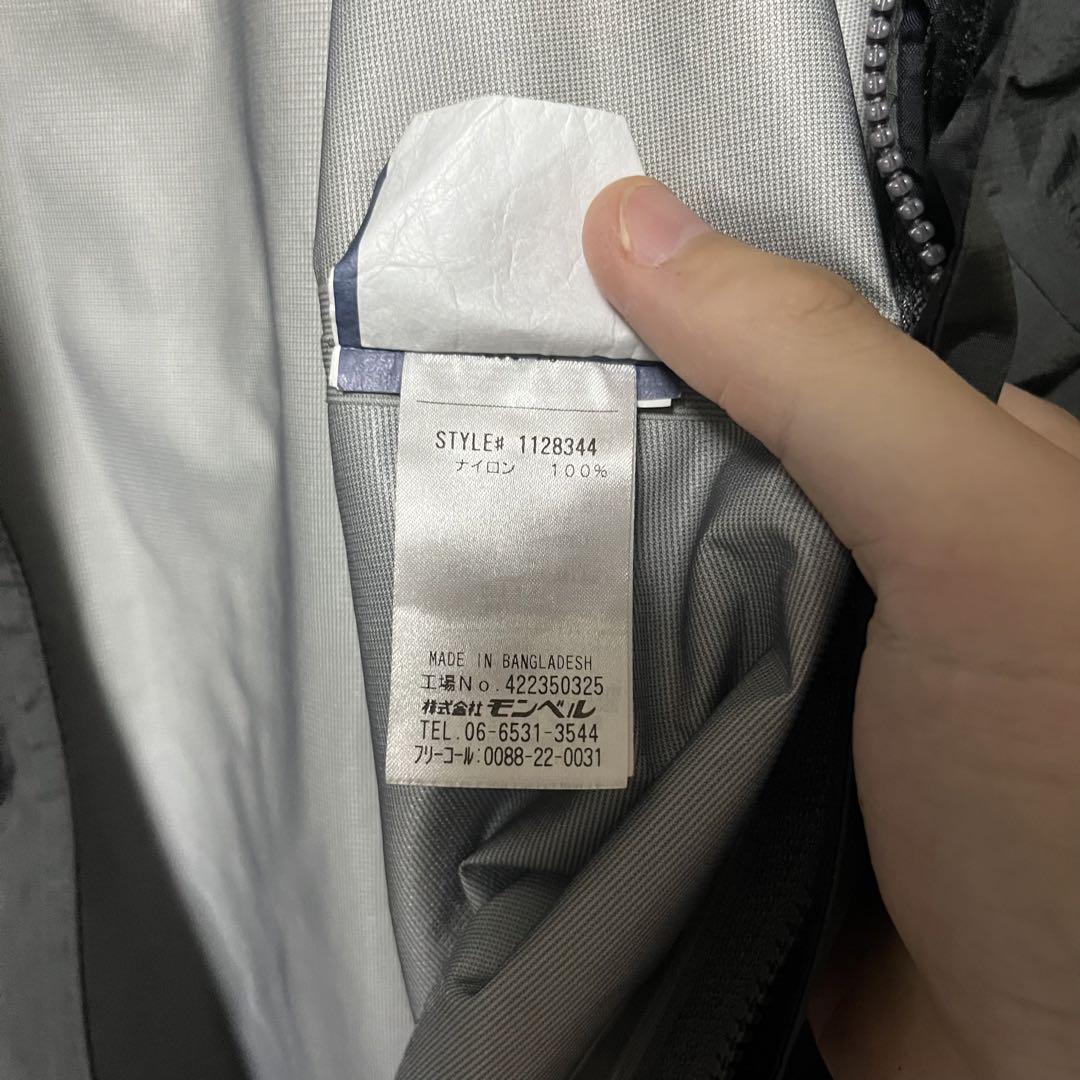 STYLE# 1128344
ナイロン 100%
MADE IN BANGLADESH
工場No.422350325
株式会社モンベル
TEL.06-6531-3544
フリーコール:0088-22-0031